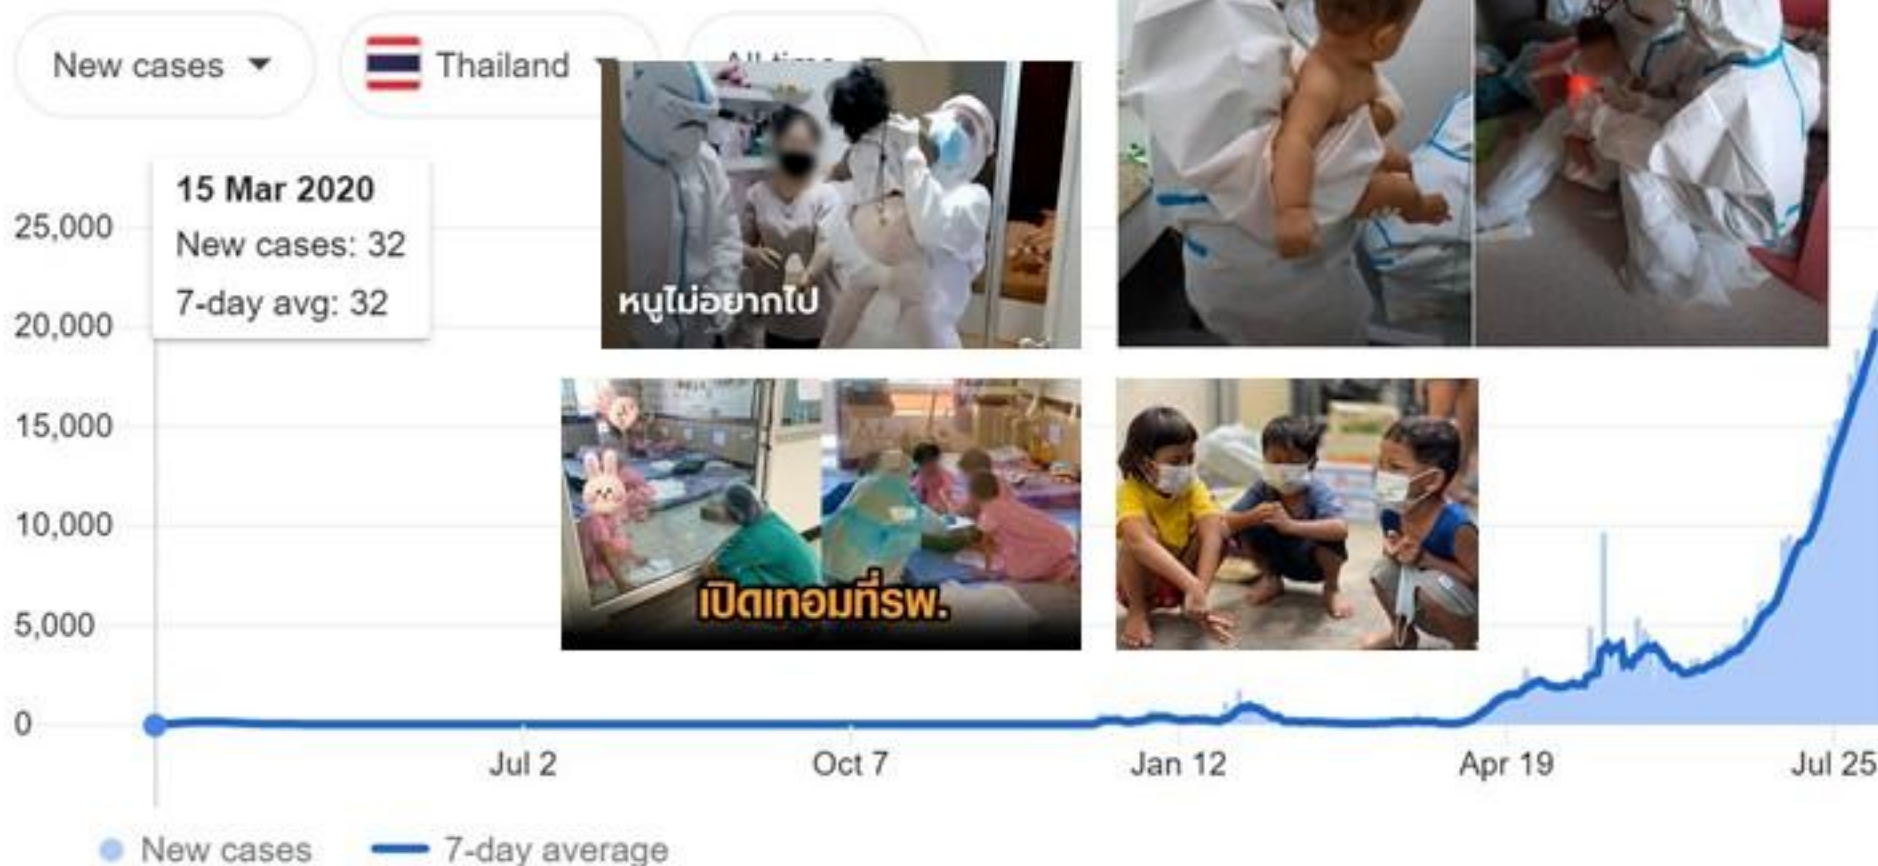 New cases
Thailand
All time
15 Mar 2020
New cases: 32
7-day avg: 32
25,000
20,000
15,000
10,000
5,000
0
หนูไม่อยากไป
เปิดเทอมที่รพ.
Jul 2
Oct 7
Jan 12
Apr 19
Jul 25
New cases
7-day average